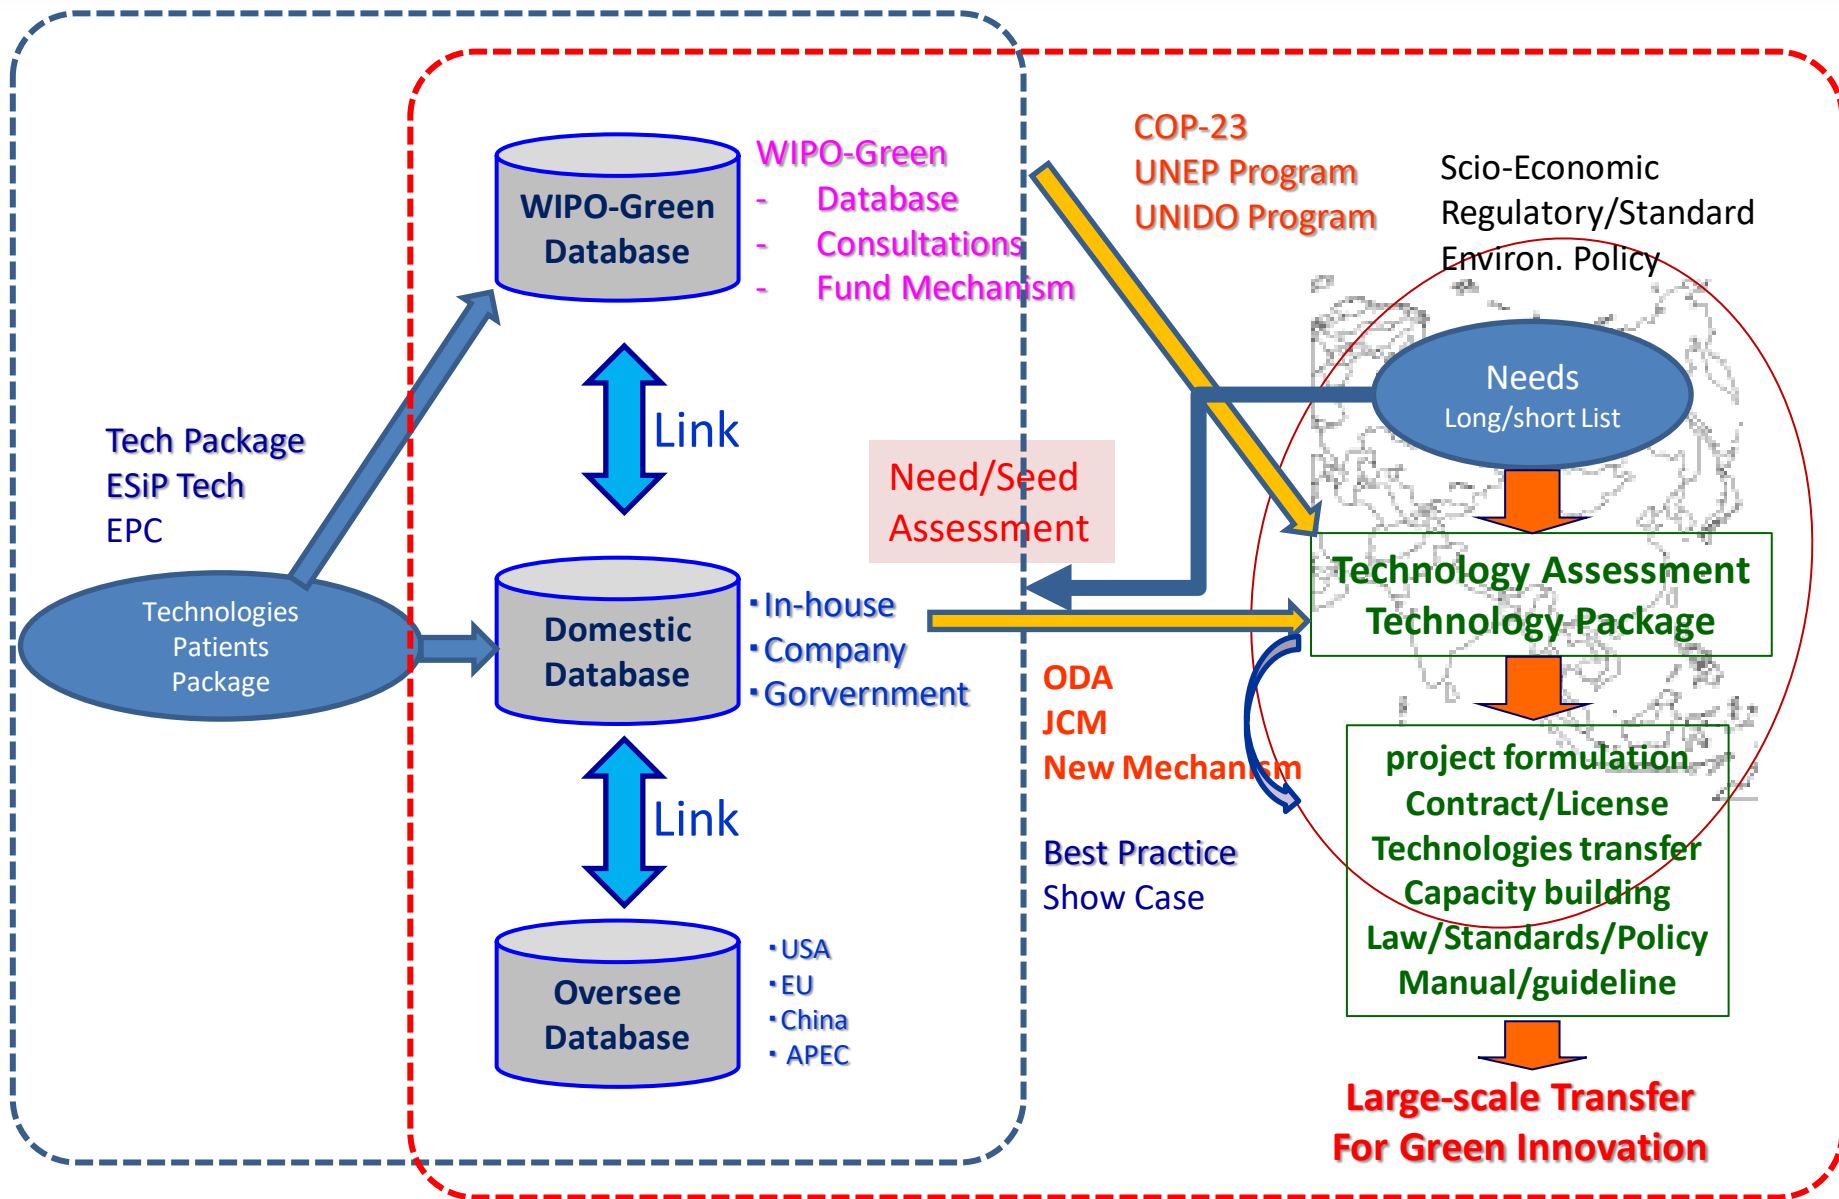 COP-23
UNEP Program
UNIDO Program
Scio-Economic
Regulatory/Standard
Environ. Policy
WIPO-Green
Database
WIPO-Green
- Database
- Consultations
- Fund Mechanism
Needs
Long/short List
Link
Tech Package
ESiP Tech
EPC
Need/Seed
Assessment
Technology Assessment
Technology Package
Technologies
Patients
Package
Domestic
Database
・In-house
・Company
・Gorvernment
ODA
JCM
New Mechanism
project formulation
Contract/License
Technologies transfer
Capacity building
Law/Standards/Policy
Manual/guideline
Link
Best Practice
Show Case
Oversee
Database
・USA
・EU
・China
・ APEC
Large-scale Transfer
For Green Innovation